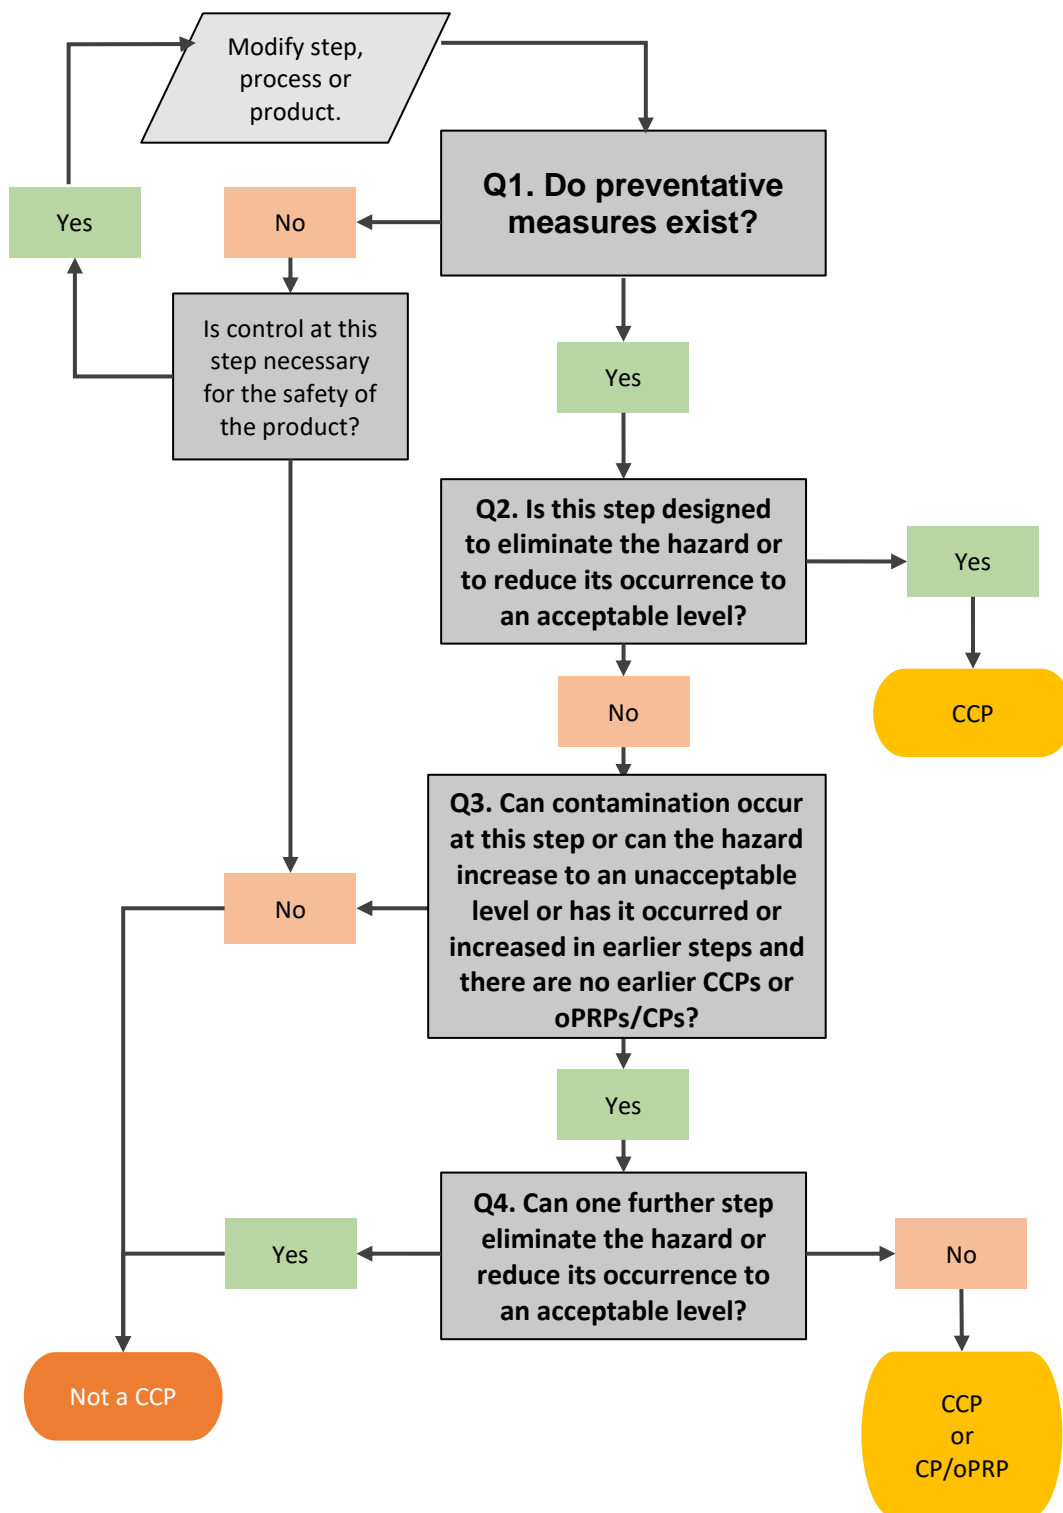 Modify step,
process or
product.
Q1. Do preventative
measures exist?
Yes
No
Is control at this
step necessary
for the safety of
the product?
Yes
Q2. Is this step designed
to eliminate the hazard or
to reduce its occurrence to
an acceptable level?
Yes
CCP
No
Q3. Can contamination occur
at this step or can the hazard
increase to an unacceptable
level or has it occurred or
increased in earlier steps and
there are no earlier CCPs or
oPRPs/CPs?
No
Yes
Q4. Can one further step
eliminate the hazard or
reduce its occurrence to
an acceptable level?
Yes
No
Not a CCP
CCP
or
CP/oPRP